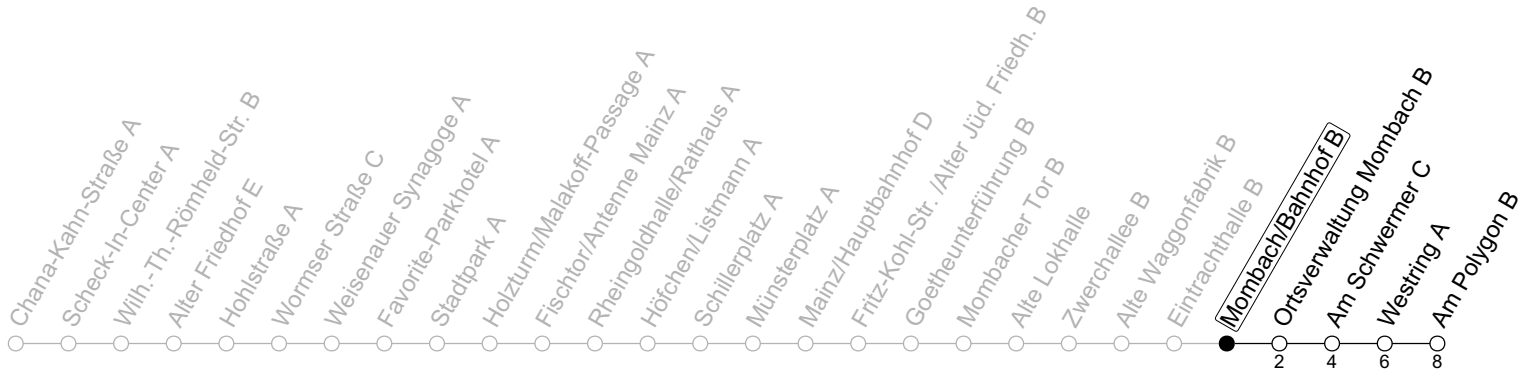 Chana-Kahn-Straße A
Scheck-In-Center A
Wilh.-Th.-Römheld-Str. B
Alter Friedhof E
Hohlstraße A
Wormser Straße C
Weisenauer Synagoge A
Favorite-Parkhotel A
Stadtpark A
Holzturm/Malakoff-Passage A
Fischtor/Antenne Mainz A
Rheingoldhalle/Rathaus A
Höfchen/Listmann A
Schillerplatz A
Münsterplatz A
Mainz/Hauptbahnhof D
Fritz-Kohl-Str. /Alter Jüd. Friedh. B
Goetheunterführung B
Mombacher Tor B
Alte Lokhalle
Zwerchallee B
Alte Waggonfabrik B
Eintrachthalle B
Mombach/Bahnhof B
Ortsverwaltung Mombach B
Am Schwermer C
Westring A
Am Polygon B
2
4
6
8